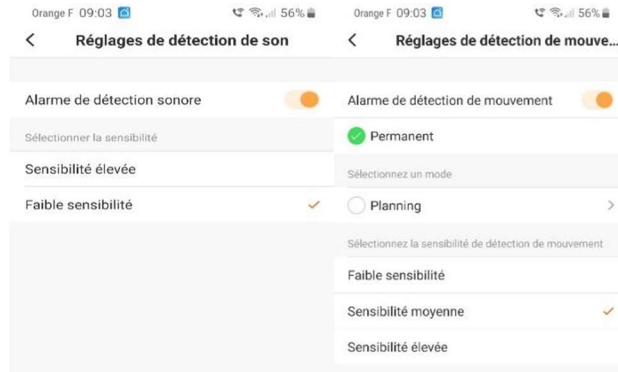 Orange F 09:03 56%
Réglages de détection de son
Alarme de détection sonore
Sélectionner la sensibilité
Sensibilité élevée
Faible sensibilité
Orange F 09:03 56%
Réglages de détection de mouve...
Alarme de détection de mouvement
Permanent
Sélectionnez un mode
Planning
Sélectionnez la sensibilité de détection de mouvement
Faible sensibilité
Sensibilité moyenne
Sensibilité élevée